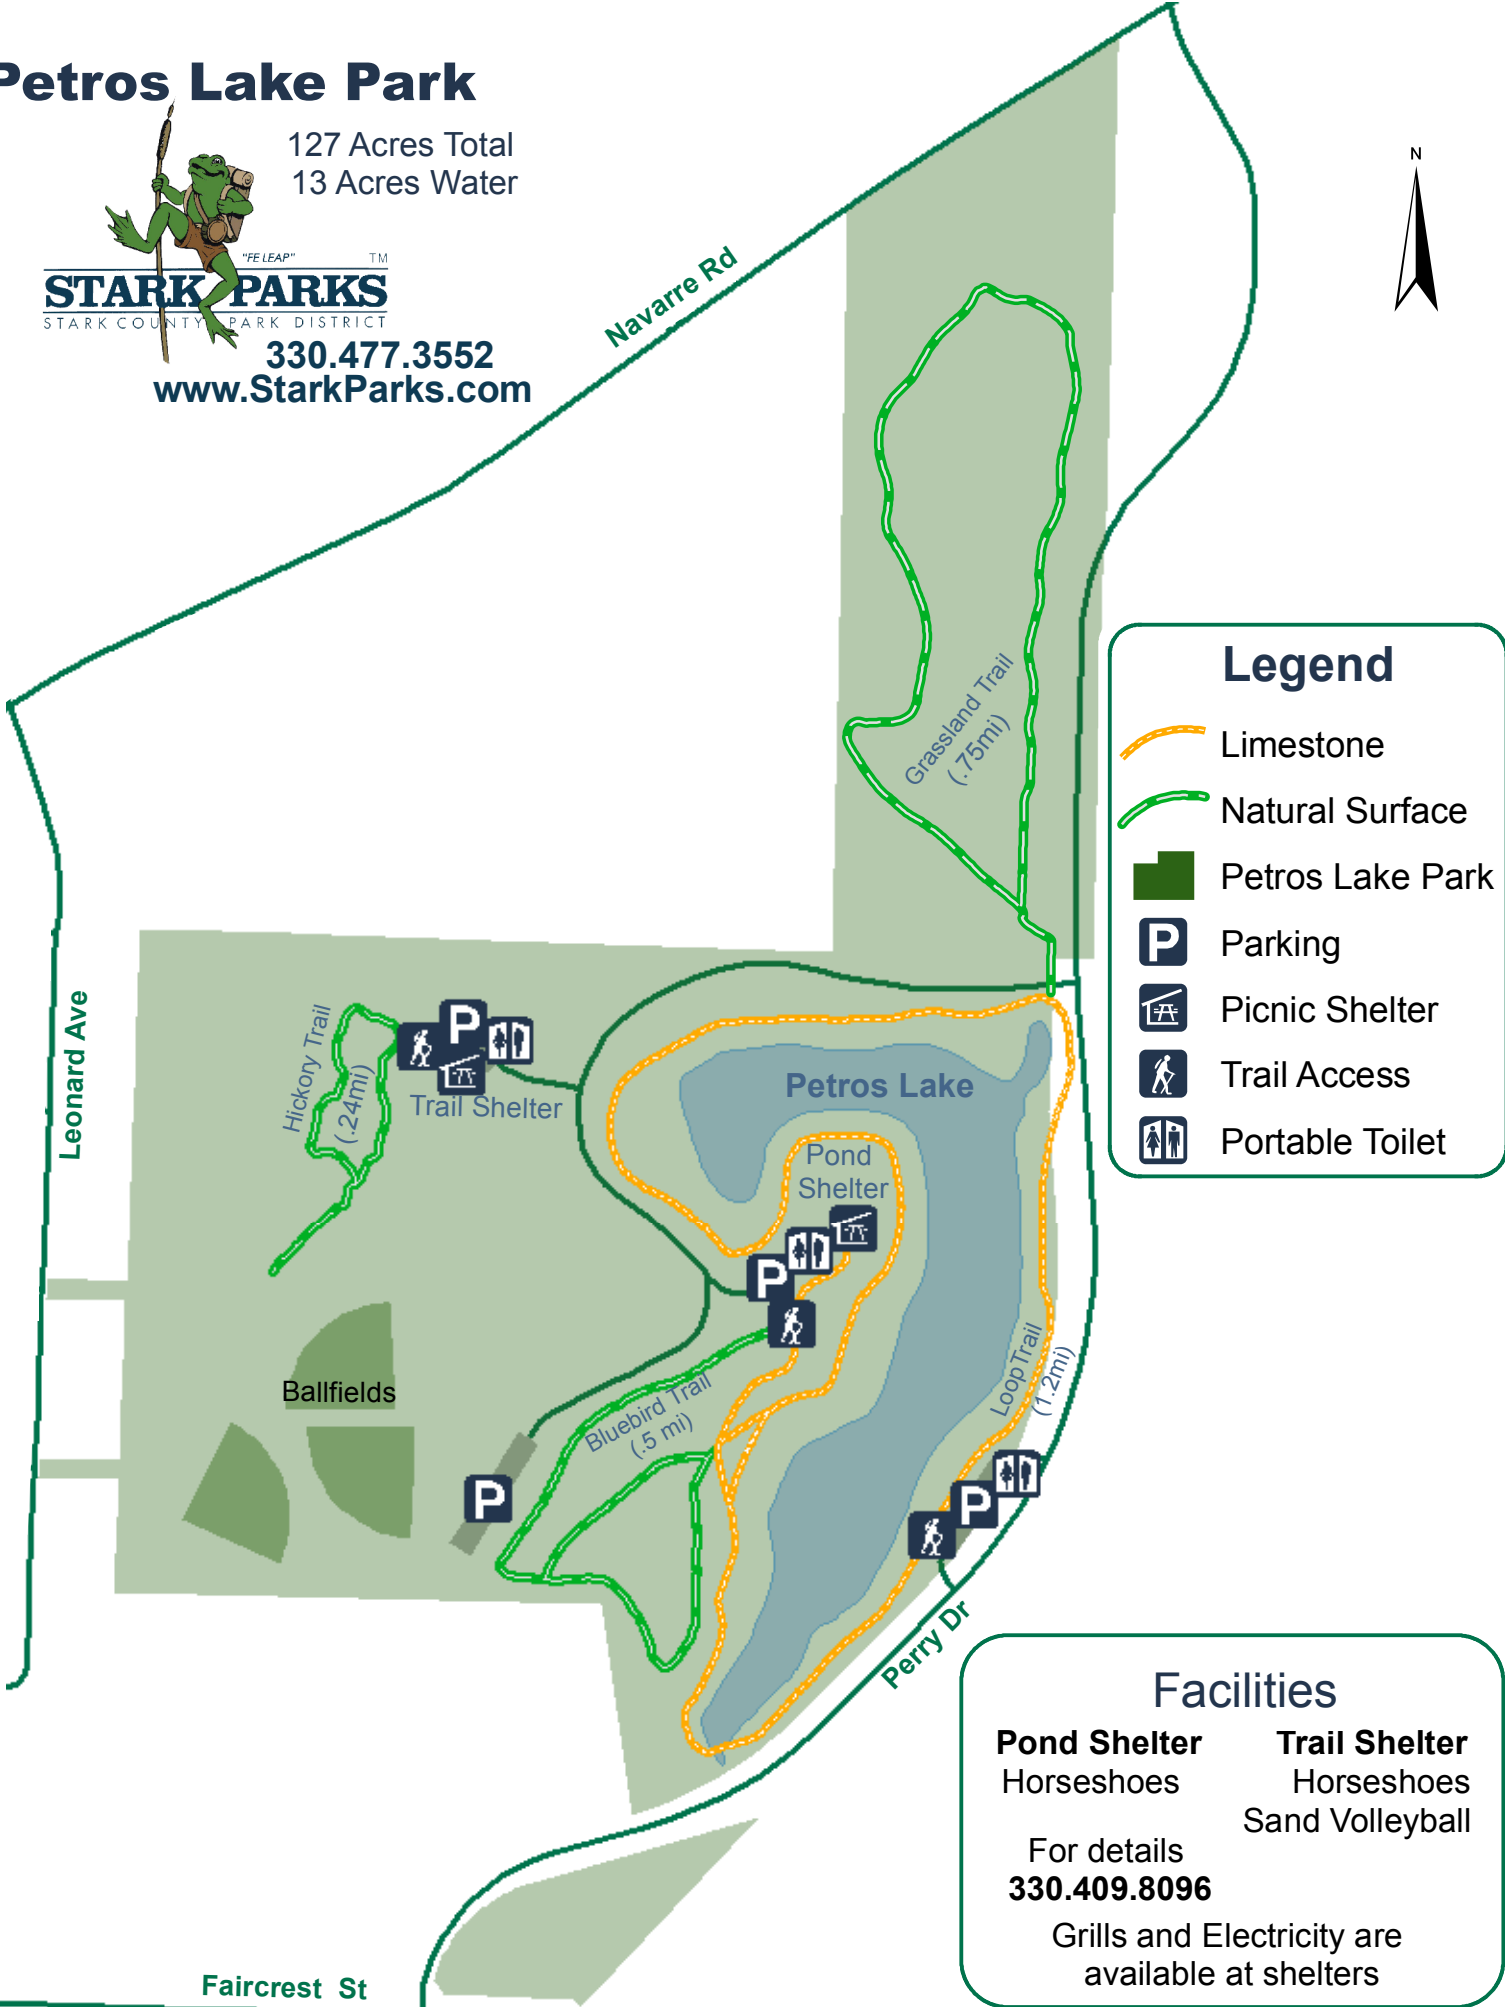 Petros Lake Park
127 Acres Total
13 Acres Water
"FE LEAP"
TM
STARK PARKS
STARK COUNTY PARK DISTRICT
330.477.3552
www.StarkParks.com
N
Navarre Rd
Grassland Trail
(.75mi)
Legend
Limestone
Natural Surface
Petros Lake Park
P
Parking
Picnic Shelter
Trail Access
Portable Toilet
Leonard Ave
Hickory Trail
(.24mi)
P
Trail Shelter
Petros Lake
Pond
Shelter
P
Ballfields
Bluebird Trail
(.5 mi)
Loop Trail
(1.2mi)
P
P
Perry Dr
Facilities
Pond Shelter
Horseshoes
Trail Shelter
Horseshoes
Sand Volleyball
For details
330.409.8096
Grills and Electricity are
available at shelters
Faircrest St